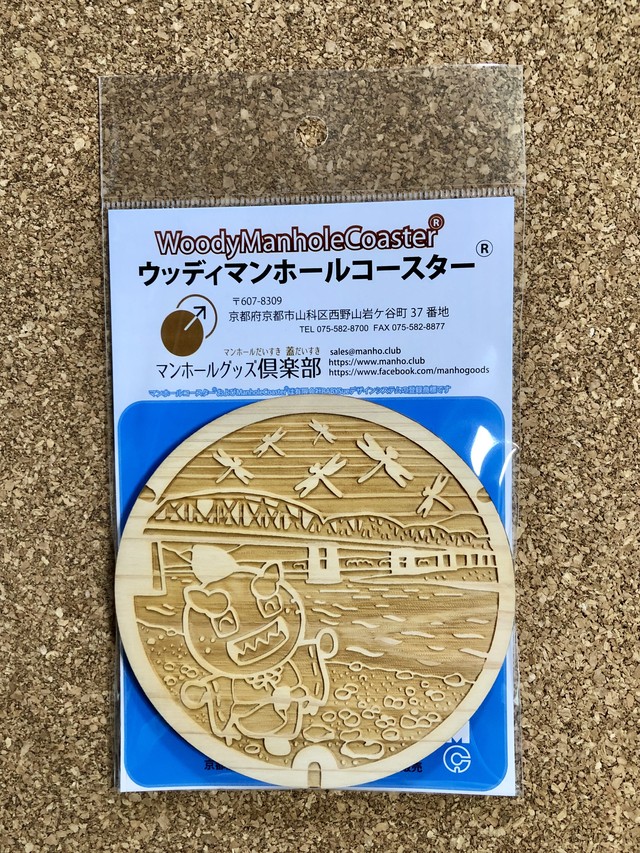 WoodyManholeCoaster®
ウッディマンホールコースター ®
〒607-8309
京都府京都市山科区西野山岩ケ谷町 37 番地
TEL 075-582-8700 FAX 075-582-8877
マンホールだいすき 蓋だいすき
マンホールグッズ倶楽部
sales@manho.club
https://www.manho.club
https://www.facebook.com/manhogoods